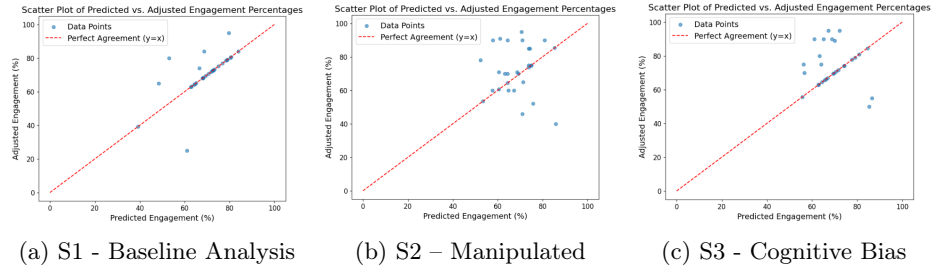 Scatter Plot of Predicted vs. Adjusted Engagement Percentages
Data Points
Perfect Agreement (y=x)
100
80
60
40
20
0
Adjusted Engagement (%)
0 20 40 60 80 100
Predicted Engagement (%)
(a) S1 - Baseline Analysis
Scatter Plot of Predicted vs. Adjusted Engagement Percentages
Data Points
Perfect Agreement (y=x)
100
80
60
40
20
0
Adjusted Engagement (%)
0 20 40 60 80 100
Predicted Engagement (%)
(b) S2 – Manipulated
Scatter Plot of Predicted vs. Adjusted Engagement Percentages
Data Points
Perfect Agreement (y=x)
100
80
60
40
20
0
Adjusted Engagement (%)
0 20 40 60 80 100
Predicted Engagement (%)
(c) S3 - Cognitive Bias